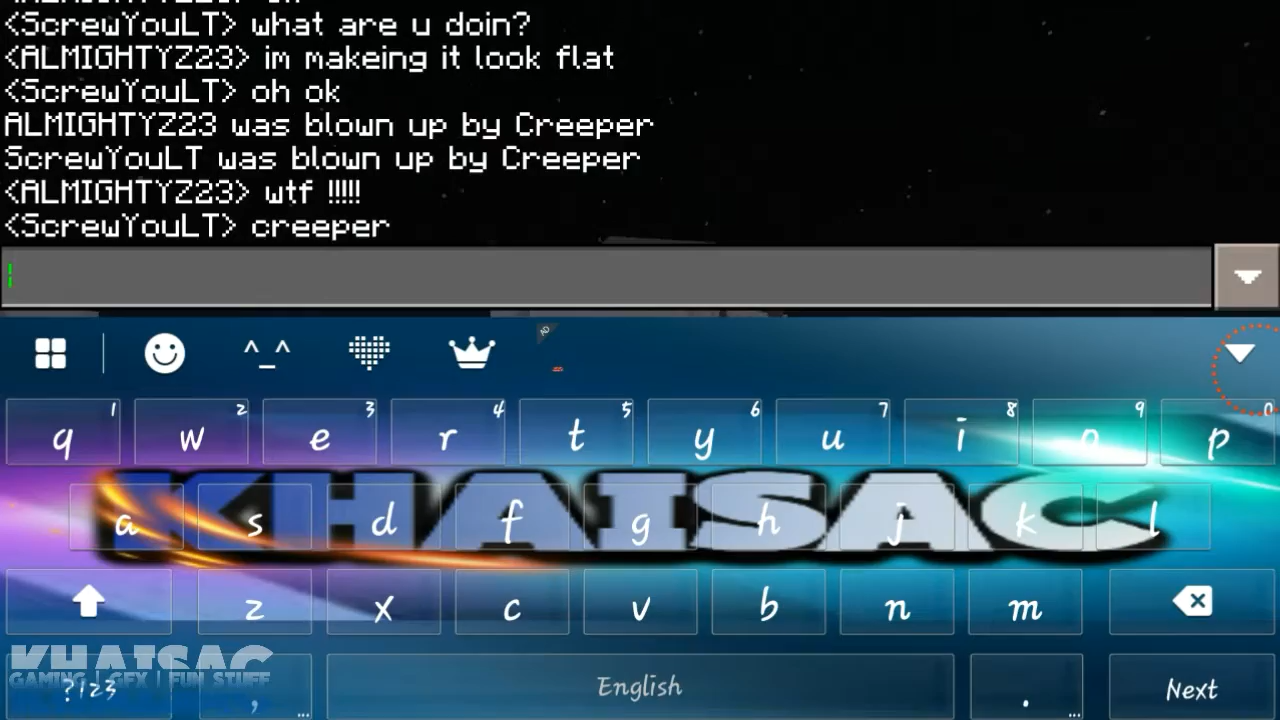 <ScrewYouLT> what are u doin?
<ALMIGHTYZ23> im makeing it look flat
<ScrewYouLT> oh ok
ALMIGHTYZ23 was blown up by Creeper
ScrewYouLT was blown up by Creeper
<ALMIGHTYZ23> wtf !!!!!
<ScrewYouLT> creeper
^_^
1 2 3 4 5 6 7 8 9 0
q w e r t y u i o p
KHAISAC
a s d f g h j k l
z x c v b n m
KHAISAC
GAMING | GFX | FUN STUFF
?123 , ... English . ... Next